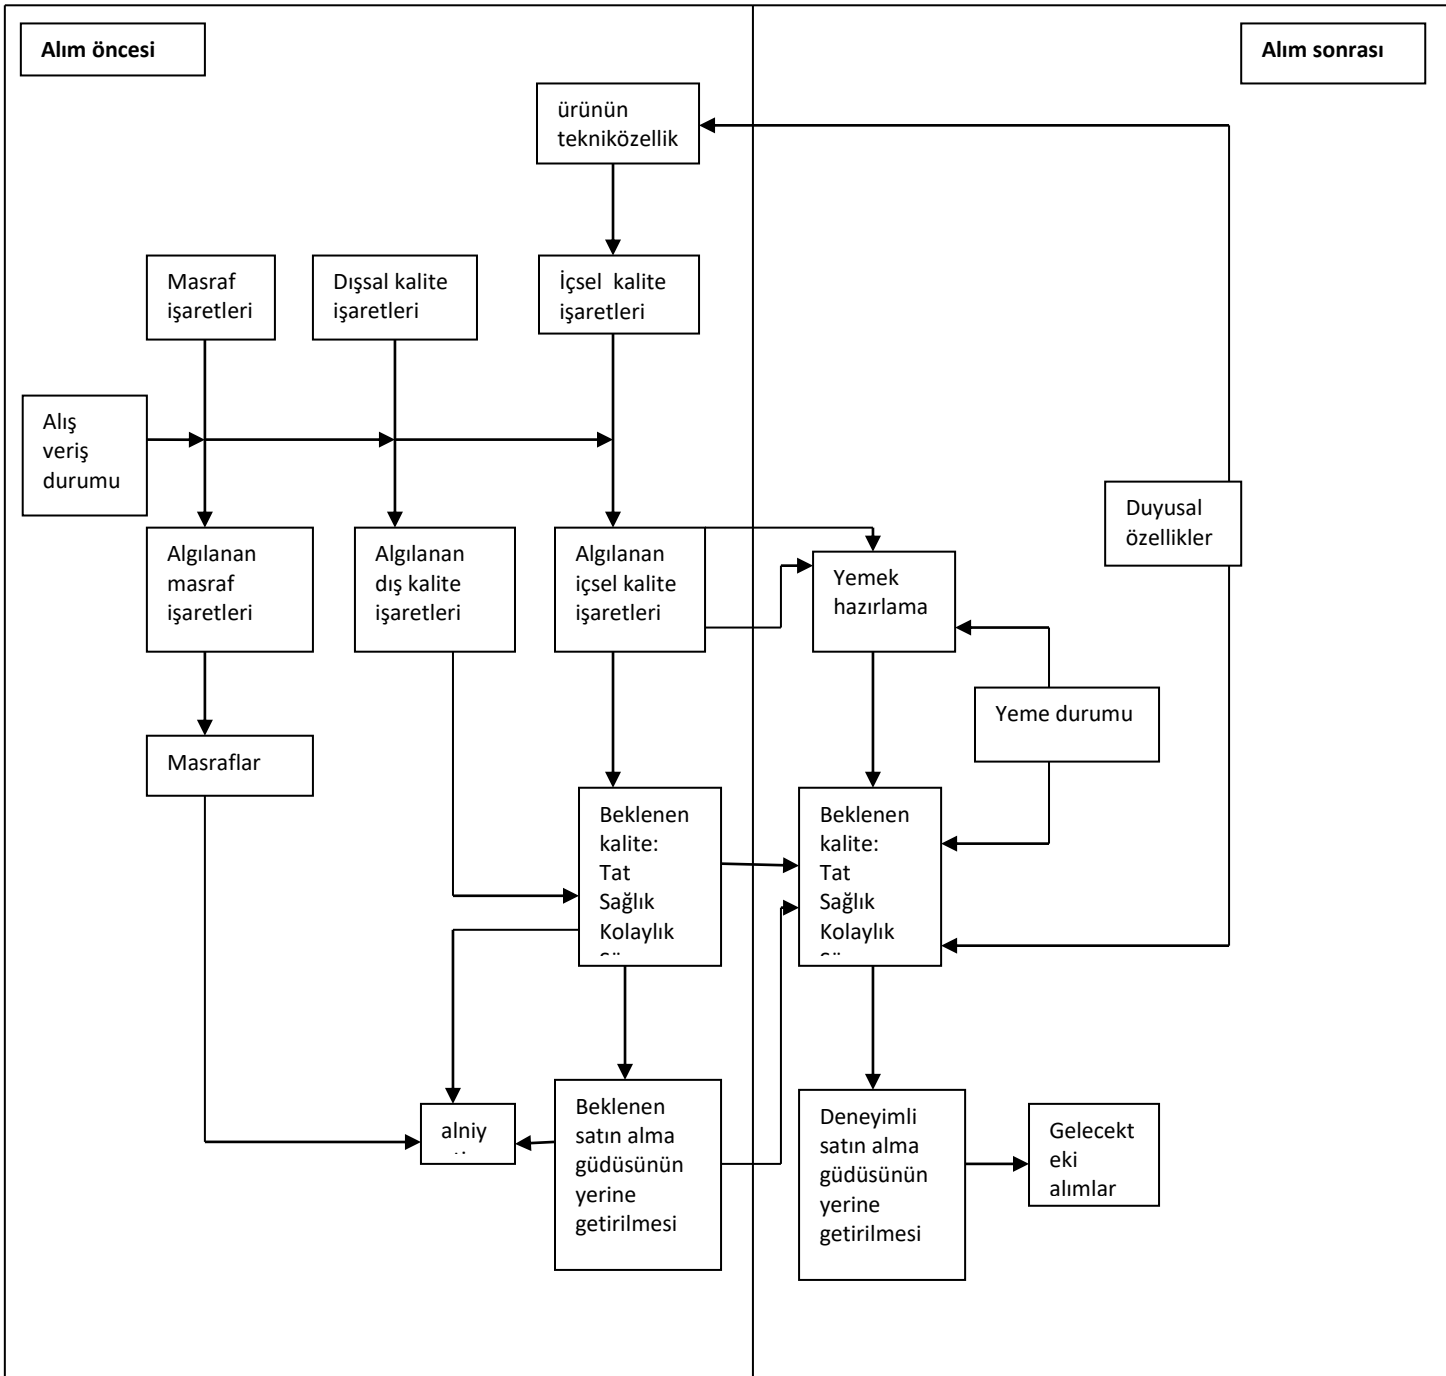 Alım öncesi
Alım sonrası
ürünün
tekniközellik
Masraf
işaretleri
Dışsal kalite
işaretleri
İçsel kalite
işaretleri
Alış
veriş
durumu
Algılanan
masraf
işaretleri
Algılanan
dış kalite
işaretleri
Algılanan
içsel kalite
işaretleri
Yemek
hazırlama
Duyusal
özellikler
Yeme durumu
Masraflar
Beklenen
kalite:
Tat
Sağlık
Kolaylık
Beklenen
kalite:
Tat
Sağlık
Kolaylık
alniy
Beklenen
satın alma
güdüsünün
yerine
getirilmesi
Deneyimli
satın alma
güdüsünün
yerine
getirilmesi
Gelecekt
eki
alımlar